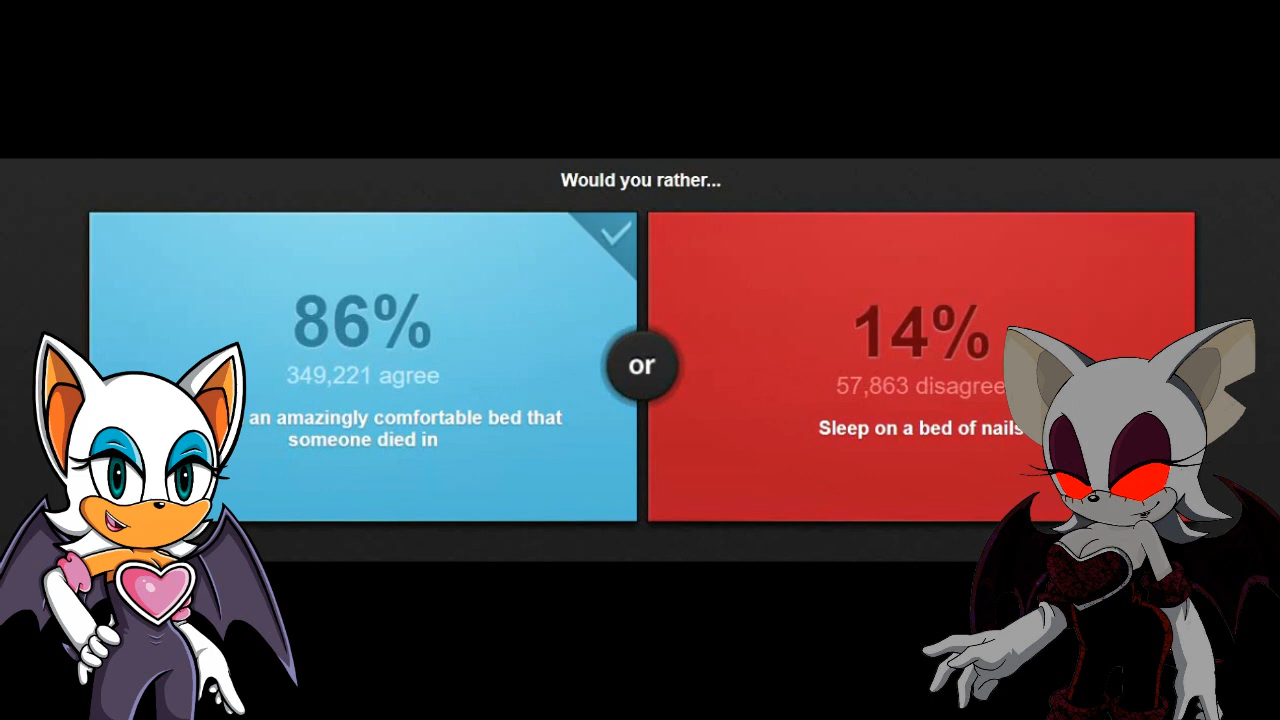 Would you rather...
86%
349,221 agree
an amazingly comfortable bed that
someone died in
or
14%
57,863 disagree
Sleep on a bed of nails